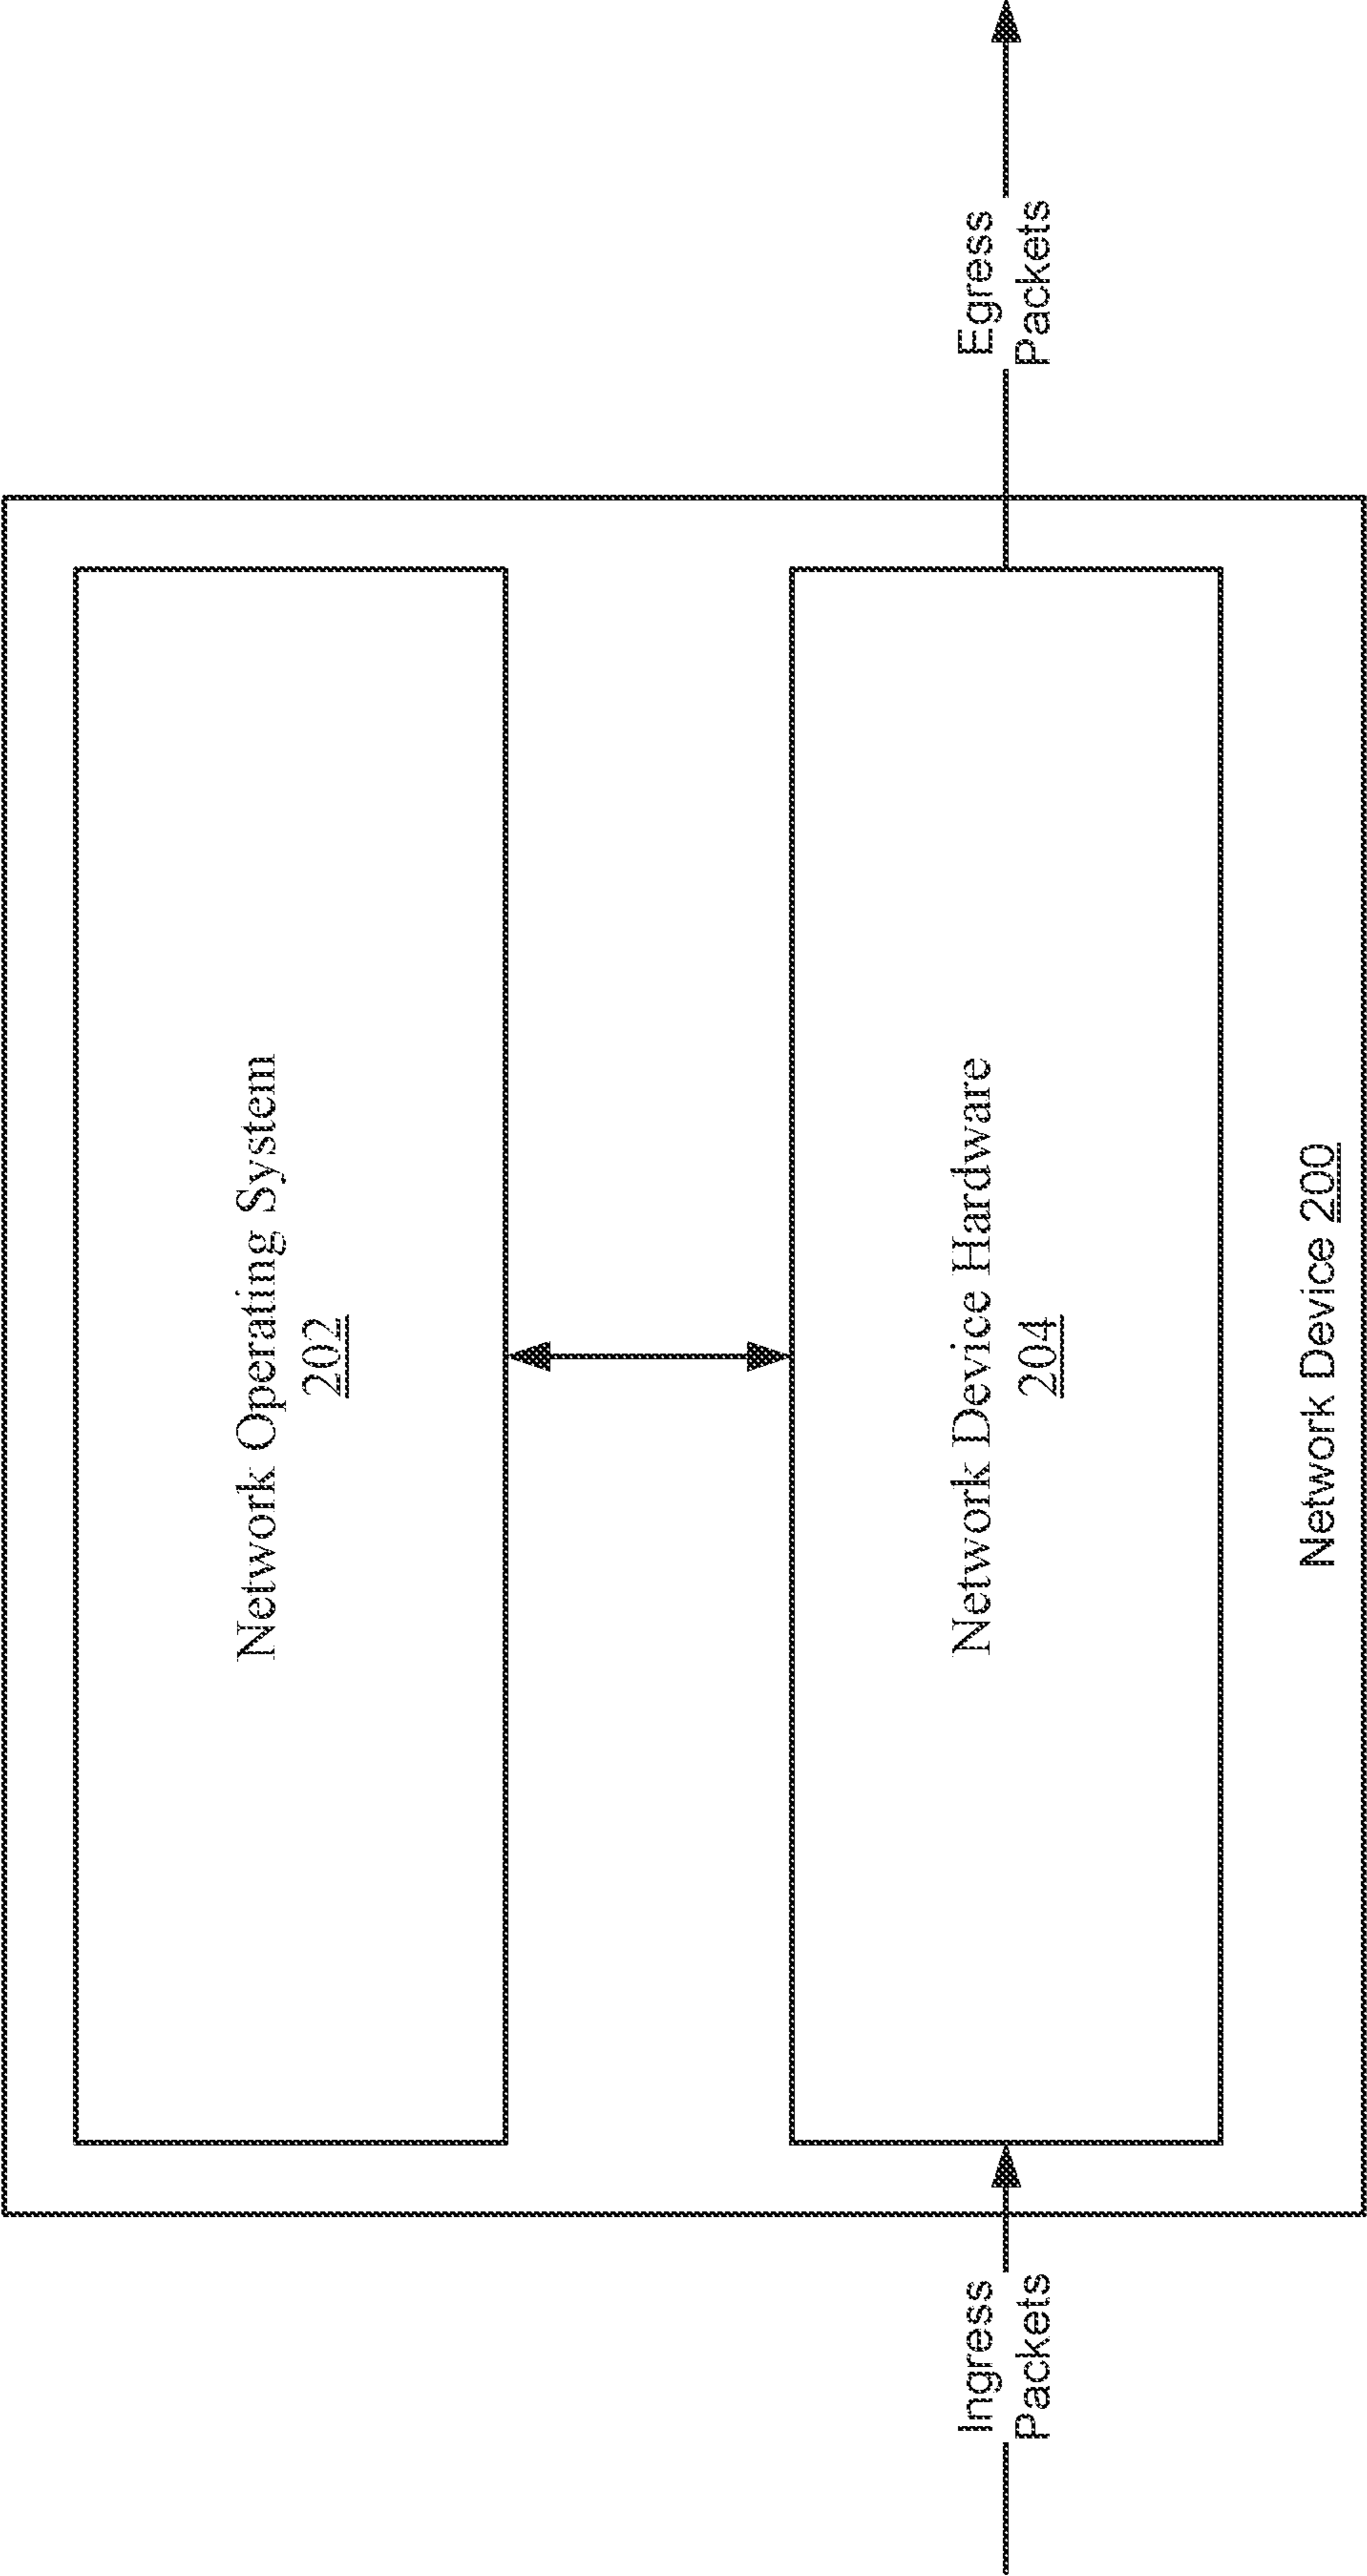 Network Operating System
202
Ingress
Packets
Network Device Hardware
204
Egress
Packets
Network Device 200